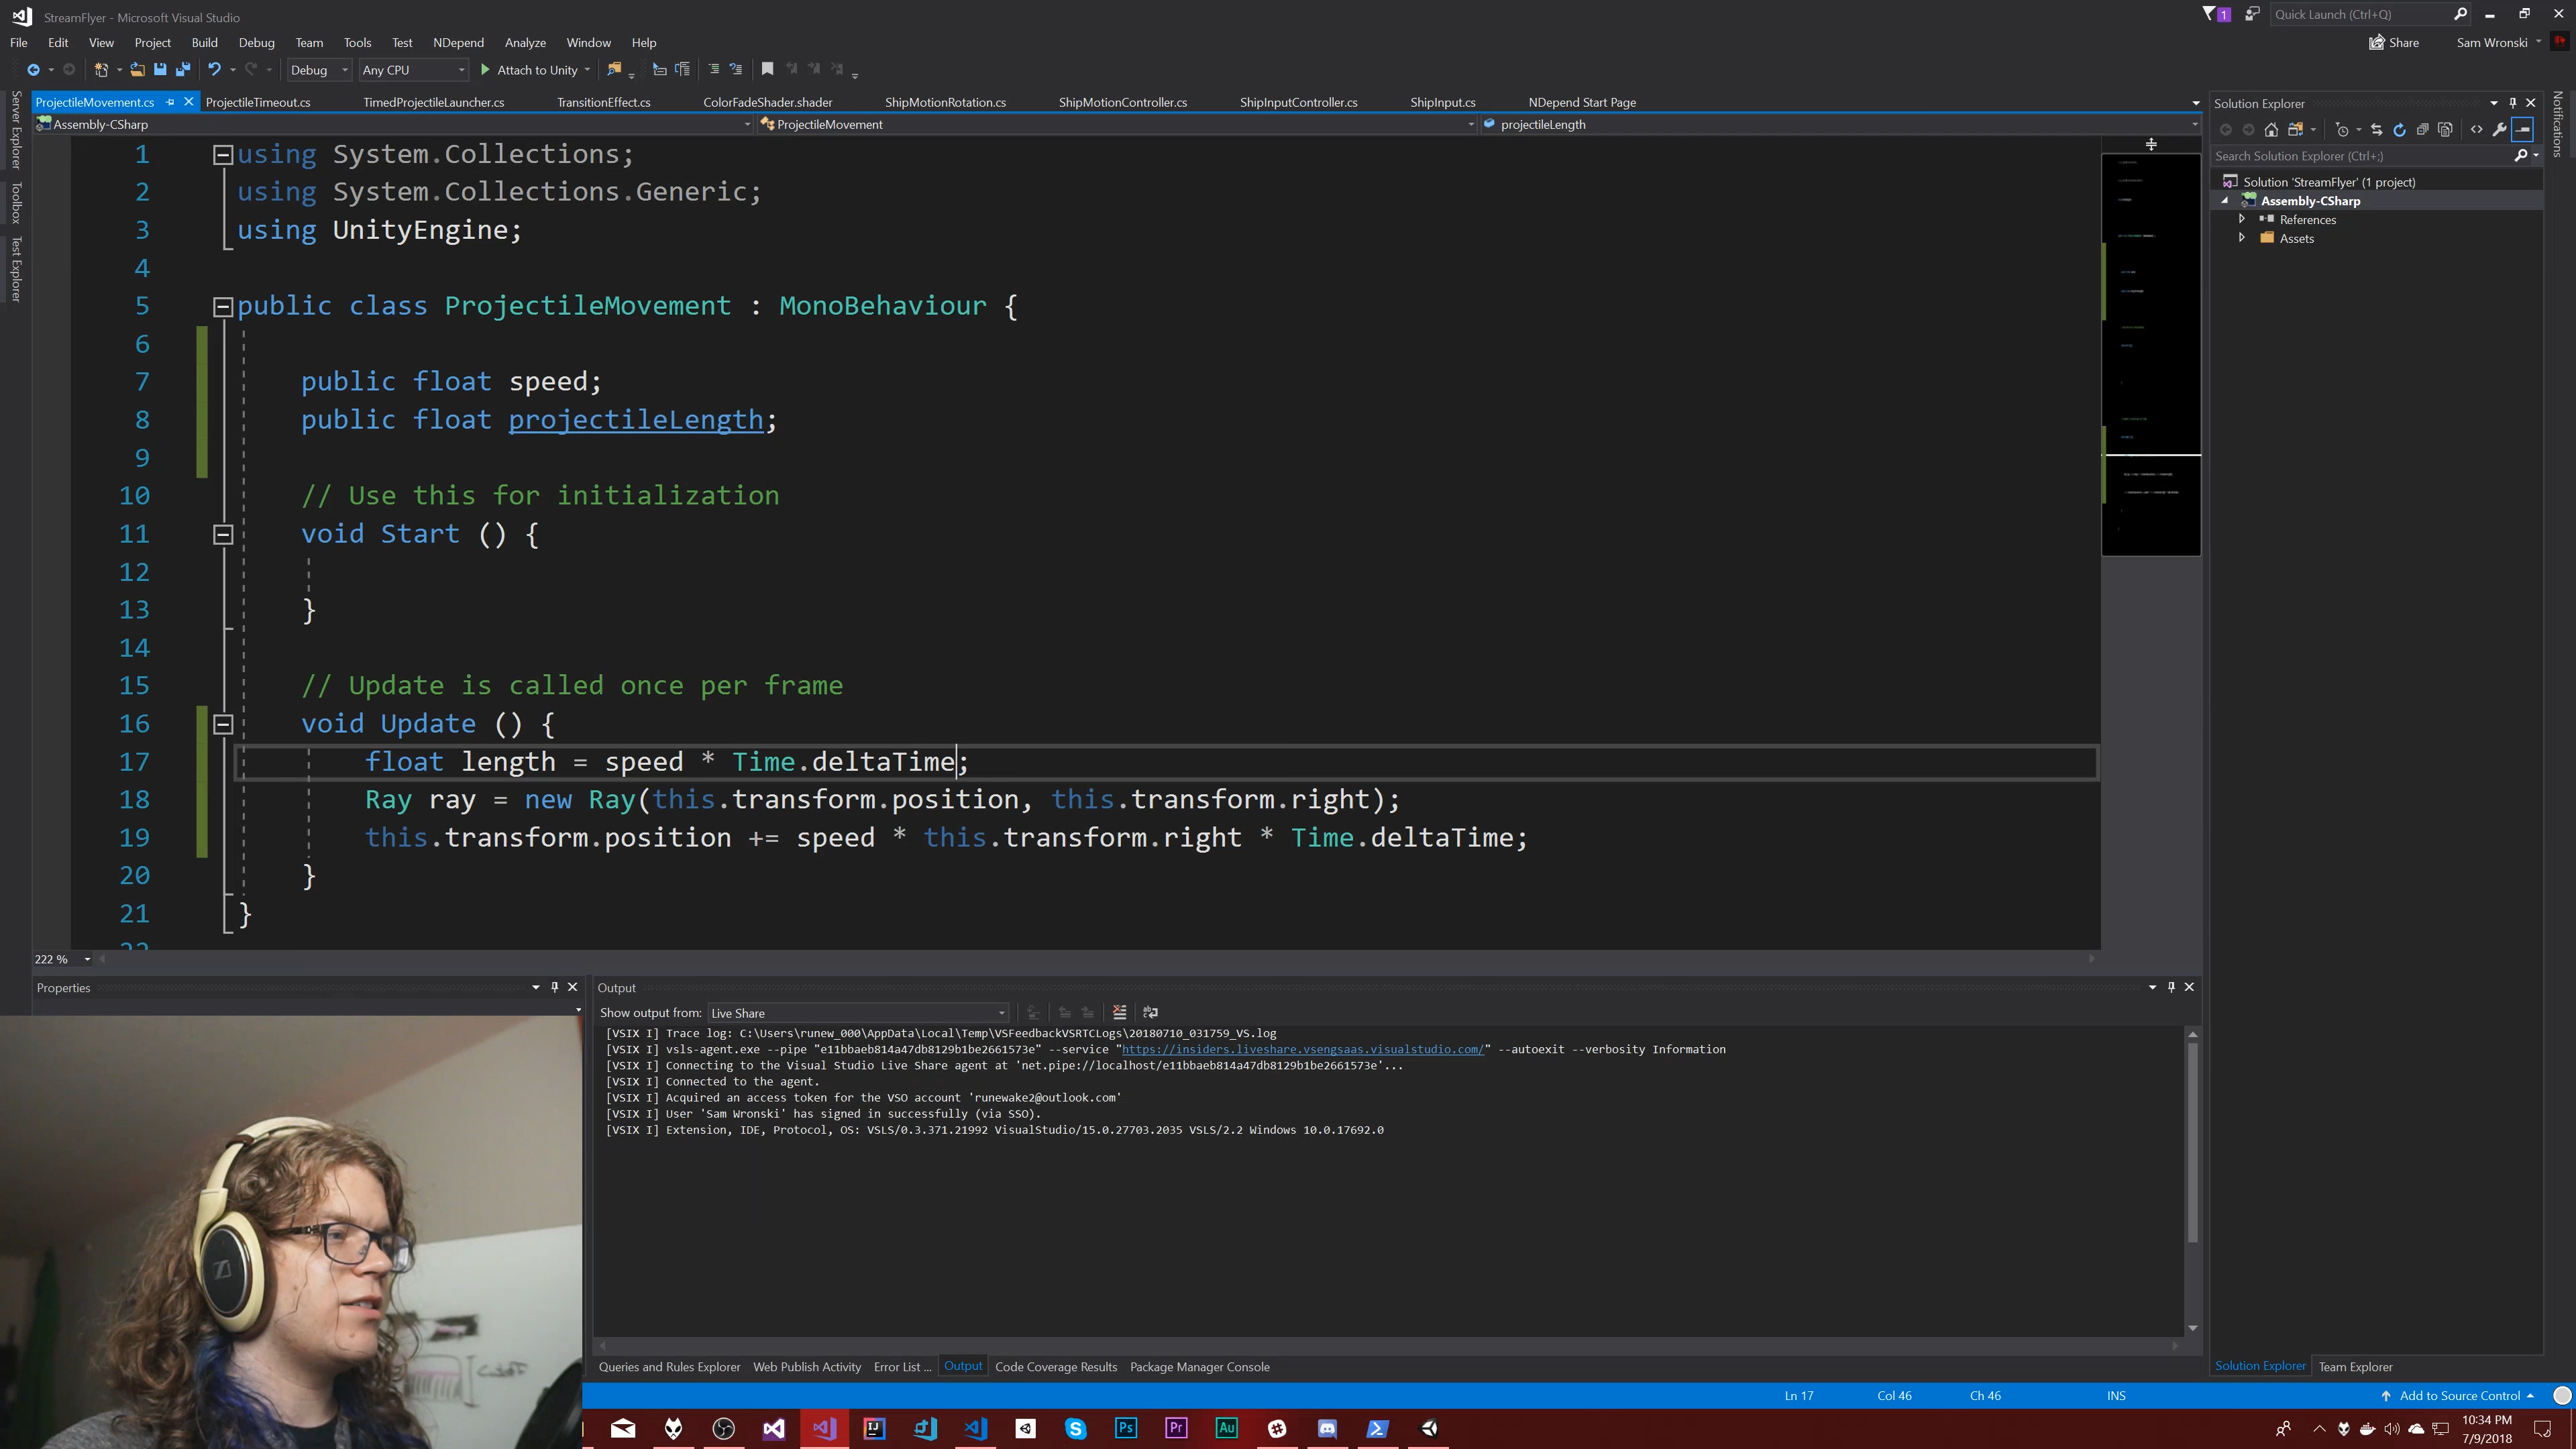 StreamFlyer - Microsoft Visual Studio
1
Quick Launch (Ctrl+Q)
File Edit View Project Build Debug Team Tools Test NDepend Analyze Window Help
Share Sam Wronski
Debug Any CPU Attach to Unity
Server Explorer
Toolbox
Test Explorer
ProjectileMovement.cs ProjectileTimeout.cs TimedProjectileLauncher.cs TransitionEffect.cs ColorFadeShader.shader ShipMotionRotation.cs ShipMotionController.cs ShipInputController.cs ShipInput.cs NDepend Start Page
Assembly-CSharp ProjectileMovement projectileLength
1 using System.Collections;
2 using System.Collections.Generic;
3 using UnityEngine;
4
5 public class ProjectileMovement : MonoBehaviour {
6
7 public float speed;
8 public float projectileLength;
9
10 // Use this for initialization
11 void Start () {
12
13 }
14
15 // Update is called once per frame
16 void Update () {
17 float length = speed * Time.deltaTime;
18 Ray ray = new Ray(this.transform.position, this.transform.right);
19 this.transform.position += speed * this.transform.right * Time.deltaTime;
20 }
21 }
22
222 %
Solution Explorer
Search Solution Explorer (Ctrl+;)
Solution 'StreamFlyer' (1 project)
Assembly-CSharp
References
Assets
Notifications
Properties
Output
Show output from: Live Share
[VSIX I] Trace log: C:\Users\runew_000\AppData\Local\Temp\VSFeedbackVSRTCLogs\20180710_031759_VS.log
[VSIX I] vsls-agent.exe --pipe "e11bbaeb814a47db8129b1be2661573e" --service "https://insiders.liveshare.vsengsaas.visualstudio.com/" --autoexit --verbosity Information
[VSIX I] Connecting to the Visual Studio Live Share agent at 'net.pipe://localhost/e11bbaeb814a47db8129b1be2661573e'...
[VSIX I] Connected to the agent.
[VSIX I] Acquired an access token for the VSO account 'runewake2@outlook.com'
[VSIX I] User 'Sam Wronski' has signed in successfully (via SSO).
[VSIX I] Extension, IDE, Protocol, OS: VSLS/0.3.371.21992 VisualStudio/15.0.27703.2035 VSLS/2.2 Windows 10.0.17692.0
Queries and Rules Explorer Web Publish Activity Error List ... Output Code Coverage Results Package Manager Console
Solution Explorer Team Explorer
Ln 17 Col 46 Ch 46 INS Add to Source Control
IJ Ps Pr Au
10:34 PM
7/9/2018